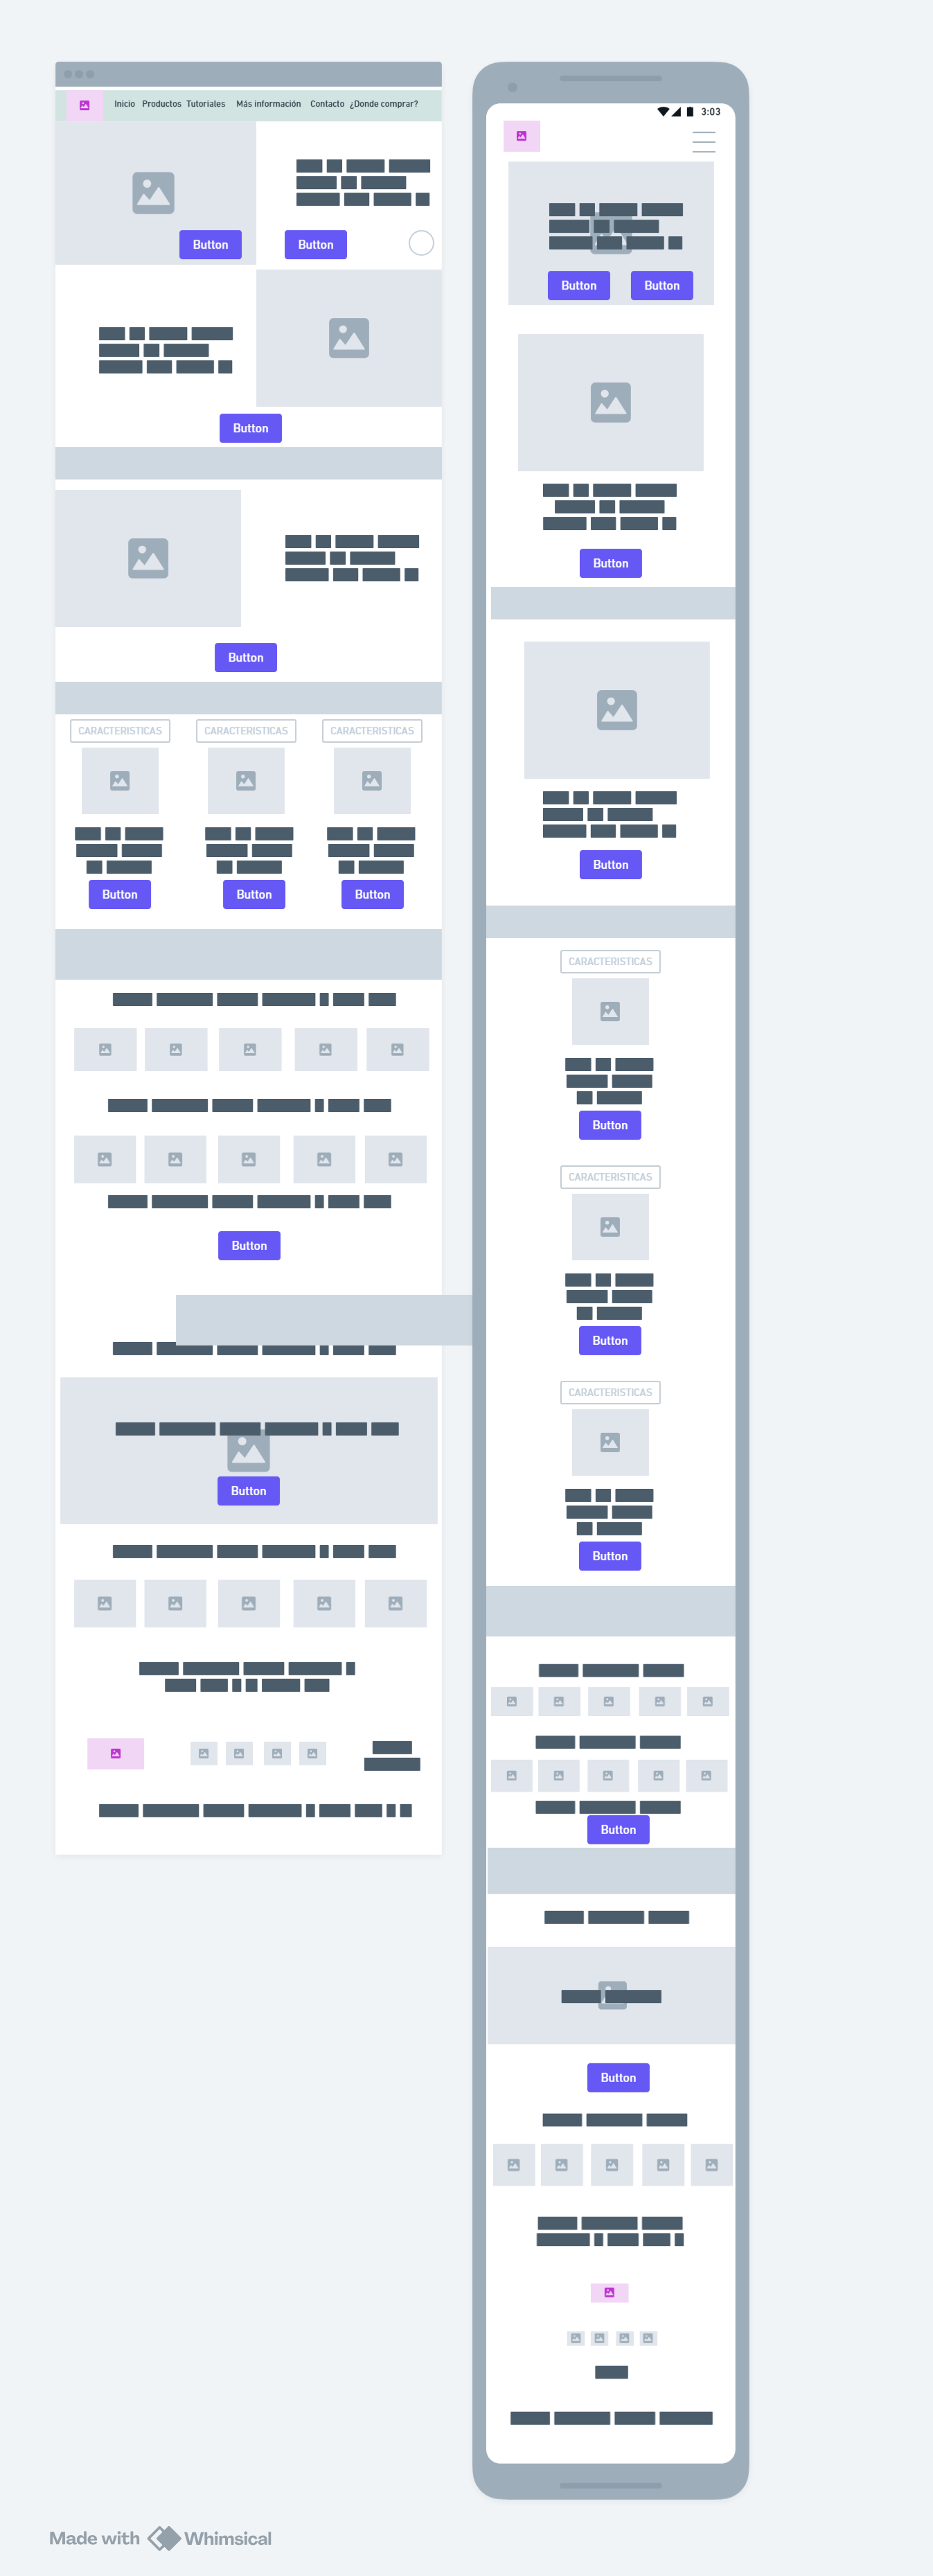 Inicio Productos Tutoriales Más información Contacto ¿Donde comprar?
Button Button
Button
Button
CARACTERISTICAS CARACTERISTICAS CARACTERISTICAS
Button Button Button
Button
Button
3:03
Button Button
Button
Button
CARACTERISTICAS
Button
CARACTERISTICAS
Button
CARACTERISTICAS
Button
Button
Button
Made with Whimsical